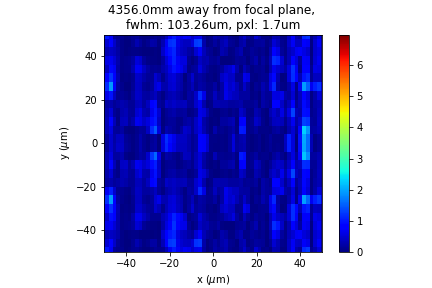 4356.0mm away from focal plane,
fwhm: 103.26um, pxl: 1.7um
40
20
0
−20
−40
y (μm)
−40 −20 0 20 40
x (μm)
6
5
4
3
2
1
0